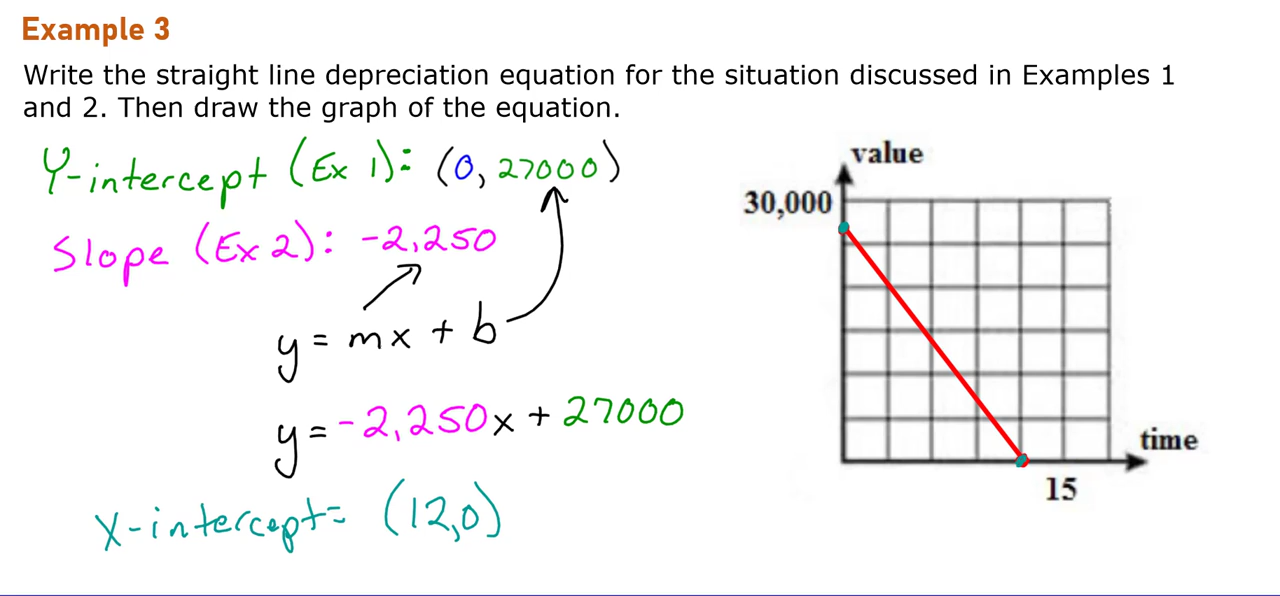 Example 3
Write the straight line depreciation equation for the situation discussed in Examples 1
and 2. Then draw the graph of the equation.
Y-intercept (Ex 1): (0, 27000)
Slope (Ex 2): -2,250
y = mx + b
y = -2,250x + 27000
X-intercept= (12,0)
value
30,000
time
15